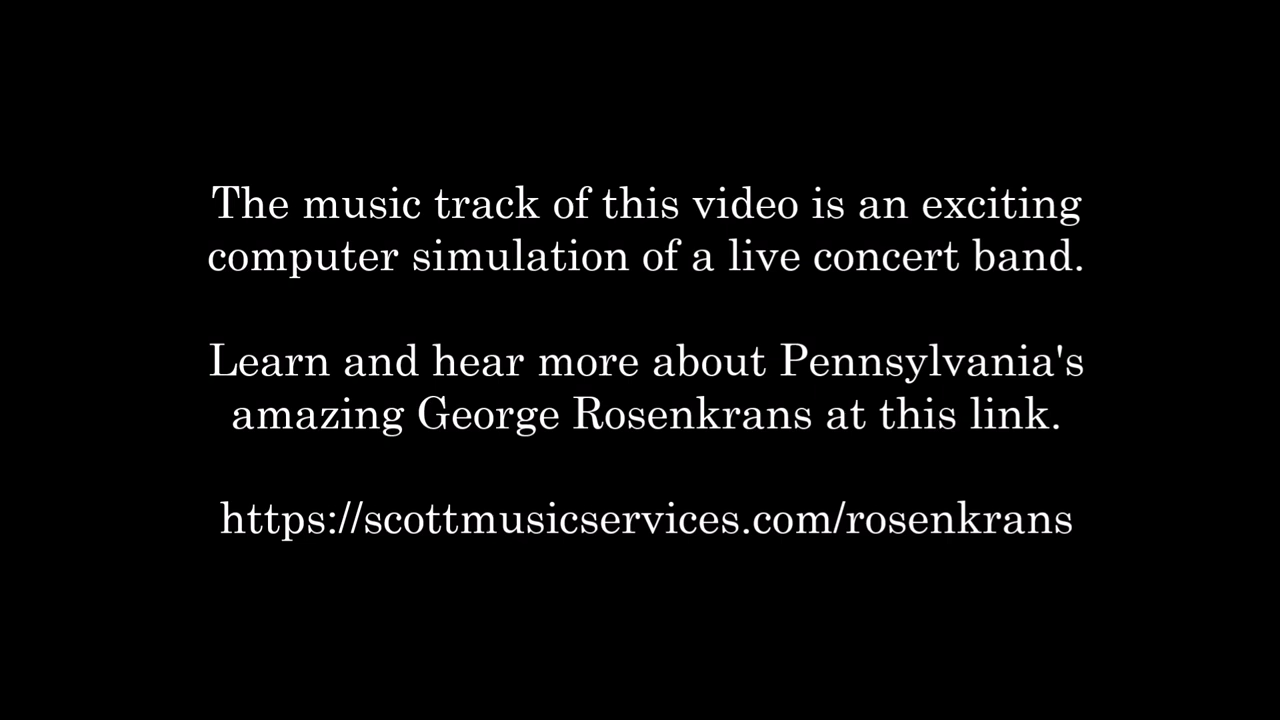 The music track of this video is an exciting
computer simulation of a live concert band.
Learn and hear more about Pennsylvania's
amazing George Rosenkrans at this link.
https://scottmusicservices.com/rosenkrans